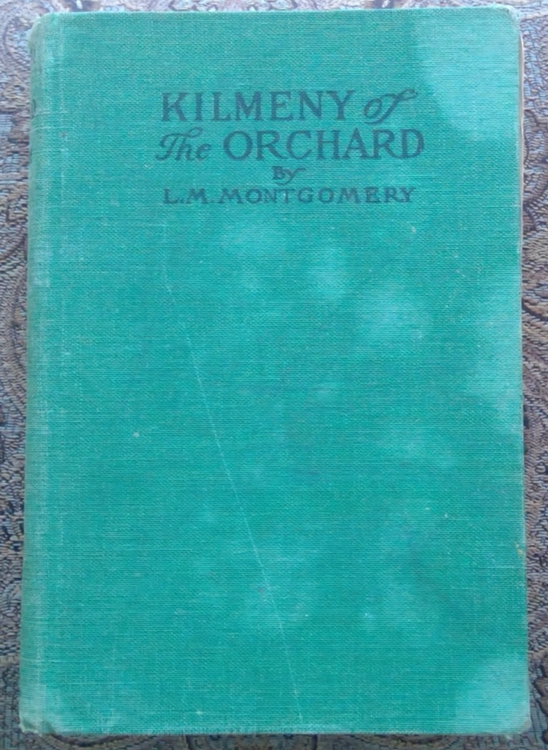 KILMENY of
The ORCHARD
By
L.M. MONTGOMERY